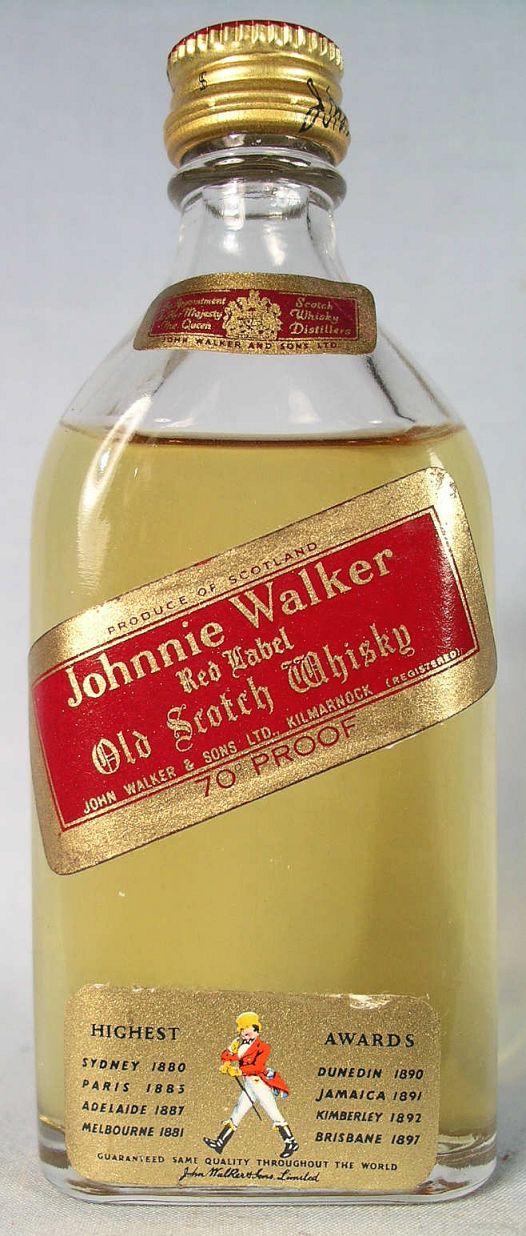 By Appointment
to Her Majesty
The Queen
Scotch
Whisky
Distillers
JOHN WALKER AND SONS LTD.
PRODUCE OF SCOTLAND
Johnnie Walker
Red Label
Old Scotch Whisky
JOHN WALKER & SONS LTD., KILMARNOCK (REGISTERED)
70° PROOF
HIGHEST AWARDS
SYDNEY 1880 DUNEDIN 1890
PARIS 1885 JAMAICA 1891
ADELAIDE 1887 KIMBERLEY 1892
MELBOURNE 1881 BRISBANE 1897
GUARANTEED SAME QUALITY THROUGHOUT THE WORLD
John Walker & Sons, Limited